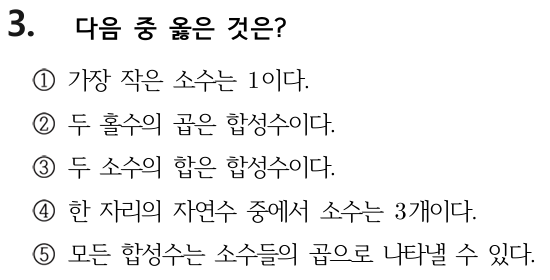 3. 다음 중 옳은 것은?
① 가장 작은 소수는 1이다.
② 두 홀수의 곱은 합성수이다.
③ 두 소수의 합은 합성수이다.
④ 한 자리의 자연수 중에서 소수는 3개이다.
⑤ 모든 합성수는 소수들의 곱으로 나타낼 수 있다.